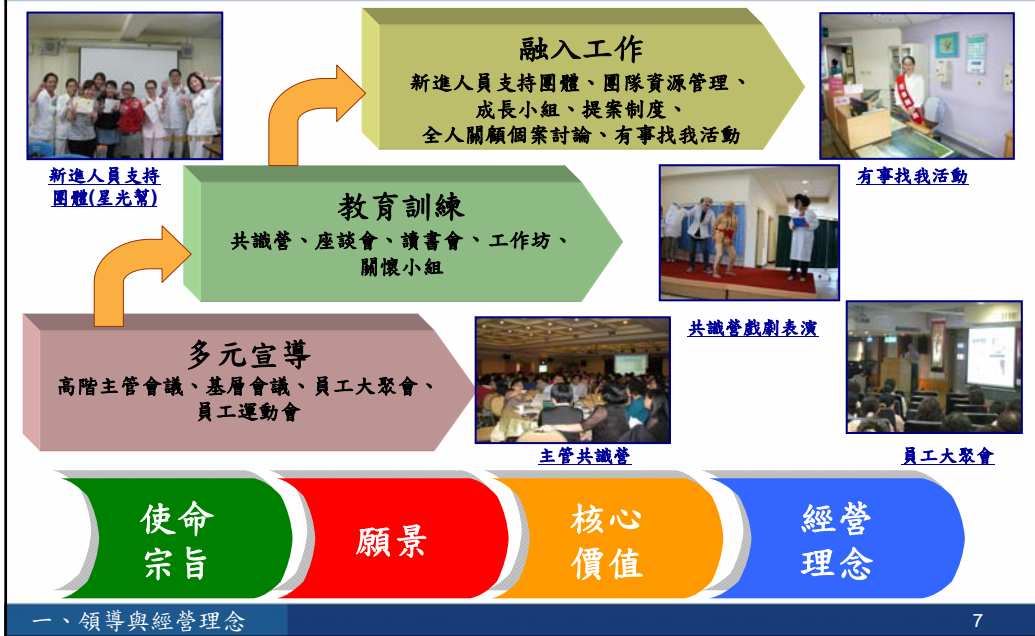 融入工作
新進人員支持團體、團隊資源管理、
成長小組、提案制度、
全人關顧個案討論、有事找我活動
新進人員支持
團體(星光幫)
有事找我活動
教育訓練
共識營、座談會、讀書會、工作坊、
關懷小組
共識營戲劇表演
多元宣導
高階主管會議、基層會議、員工大聚會、
員工運動會
主管共識營
員工大聚會
使命
宗旨
願景
核心
價值
經營
理念
一、領導與經營理念
7